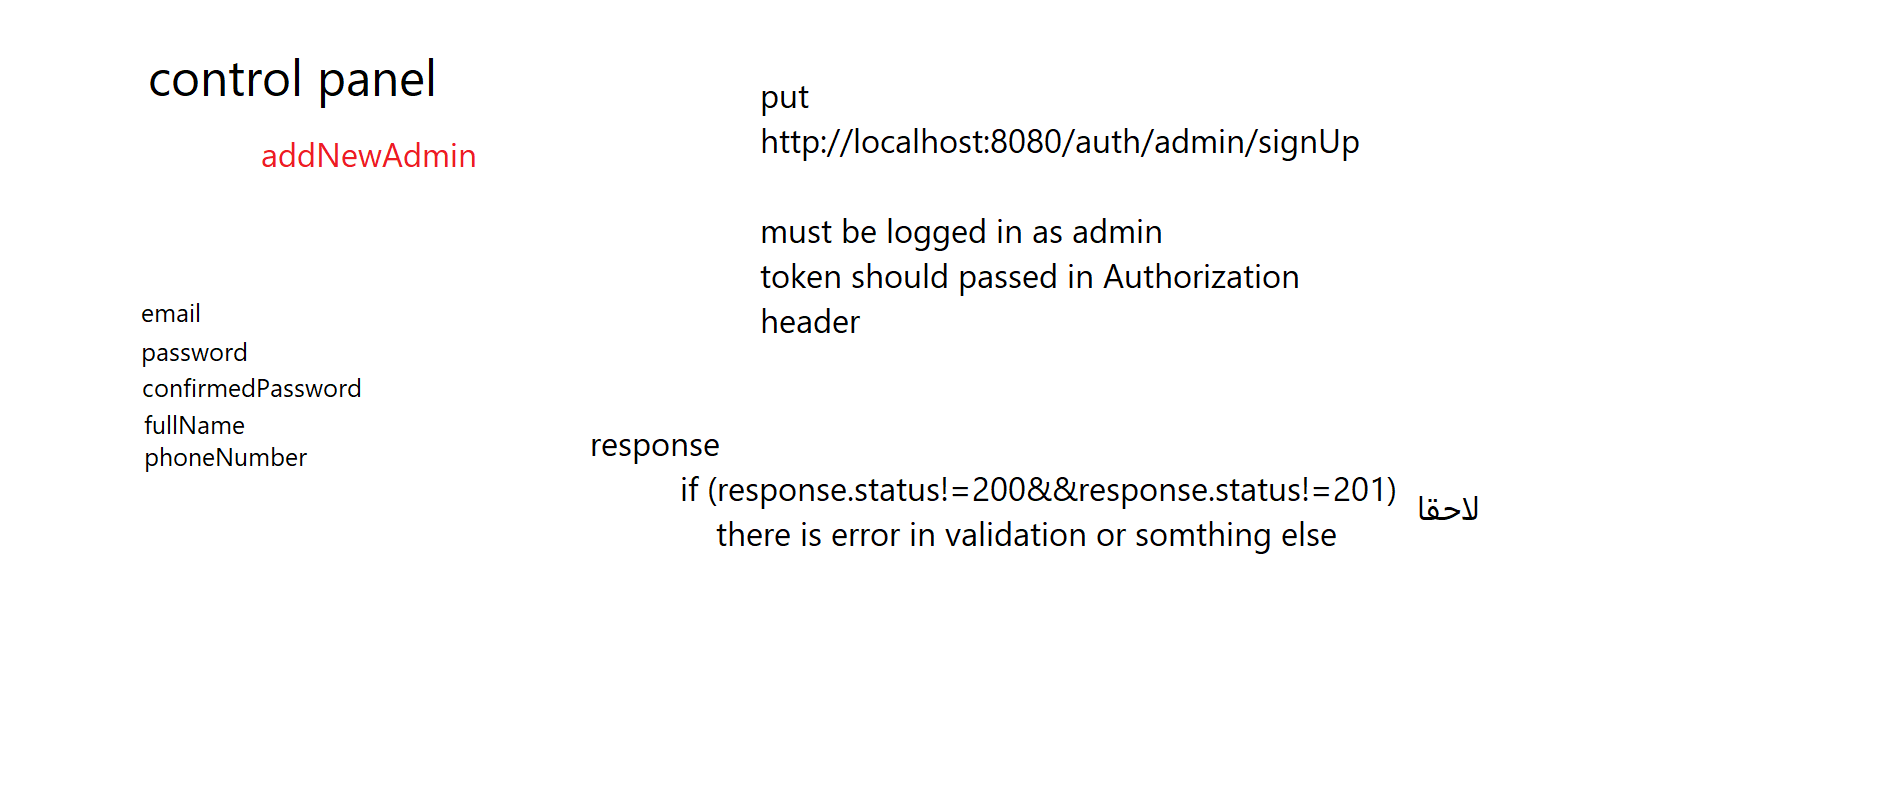 control panel
addNewAdmin
put
http://localhost:8080/auth/admin/signUp
must be logged in as admin
token should passed in Authorization
header
email
password
confirmedPassword
fullName
phoneNumber
response
if (response.status!=200&&response.status!=201)
there is error in validation or somthing else
لاحقا